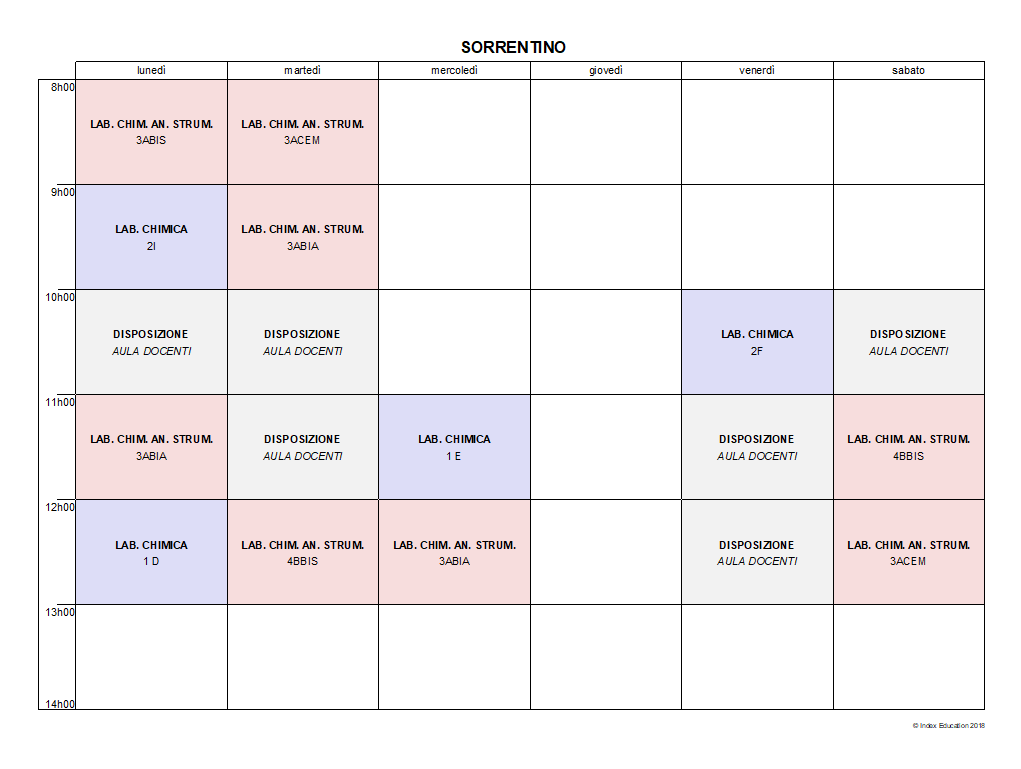 SORRENTINO
lunedì martedì mercoledì giovedì venerdì sabato
8h00
LAB. CHIM. AN. STRUM. LAB. CHIM. AN. STRUM.
3ABIS 3ACEM
9h00
LAB. CHIMICA LAB. CHIM. AN. STRUM.
2I 3ABIA
10h00
DISPOSIZIONE DISPOSIZIONE LAB. CHIMICA DISPOSIZIONE
AULA DOCENTI AULA DOCENTI 2F AULA DOCENTI
11h00
LAB. CHIM. AN. STRUM. DISPOSIZIONE LAB. CHIMICA DISPOSIZIONE LAB. CHIM. AN. STRUM.
3ABIA AULA DOCENTI 1 E AULA DOCENTI 4BBIS
12h00
LAB. CHIMICA LAB. CHIM. AN. STRUM. LAB. CHIM. AN. STRUM. DISPOSIZIONE LAB. CHIM. AN. STRUM.
1 D 4BBIS 3ABIA AULA DOCENTI 3ACEM
13h00
14h00
© Index Education 2018